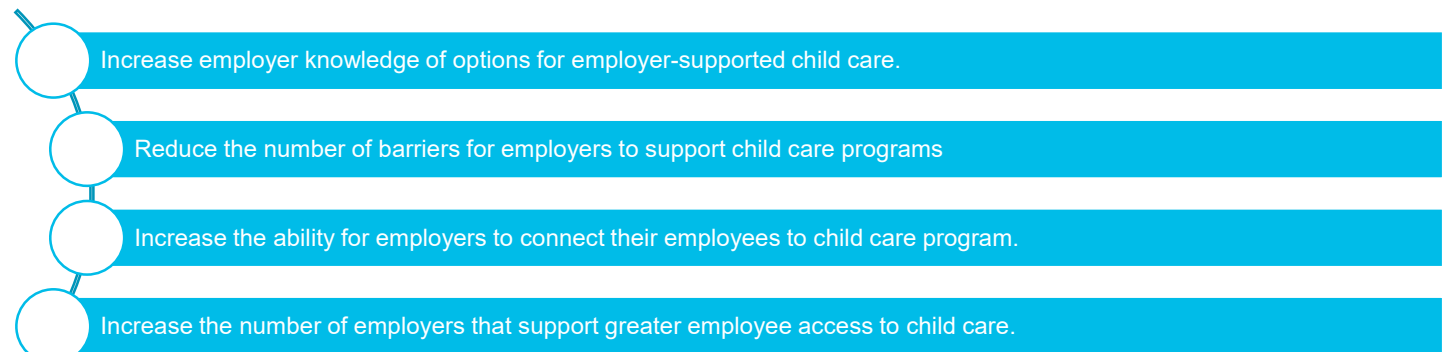 Increase employer knowledge of options for employer-supported child care.
Reduce the number of barriers for employers to support child care programs
Increase the ability for employers to connect their employees to child care program.
Increase the number of employers that support greater employee access to child care.